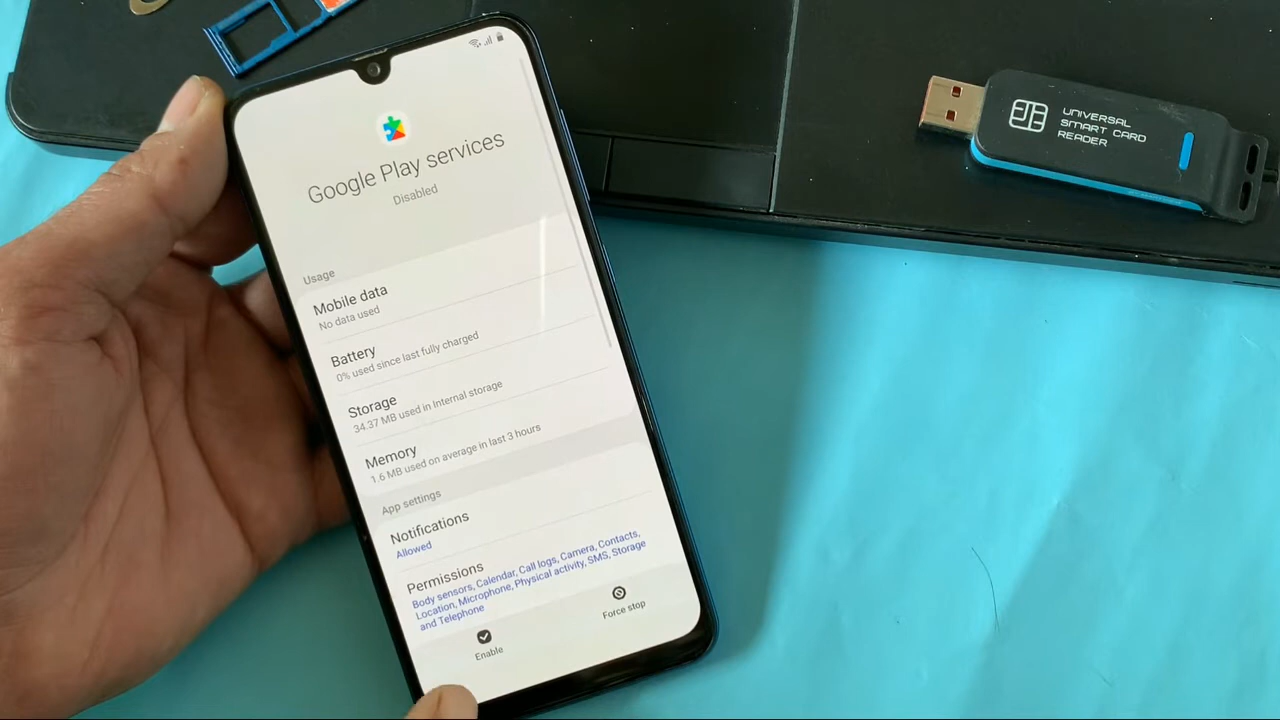 Google Play services
Disabled
Usage
Mobile data
No data used
Battery
0% used since last fully charged
Storage
34.37 MB used in Internal storage
Memory
1.6 MB used on average in last 3 hours
App settings
Notifications
Allowed
Permissions
Body sensors, Calendar, Call logs, Camera, Contacts,
Location, Microphone, Physical activity, SMS, Storage
and Telephone
Enable
Force stop
UNIVERSAL
SMART CARD
READER